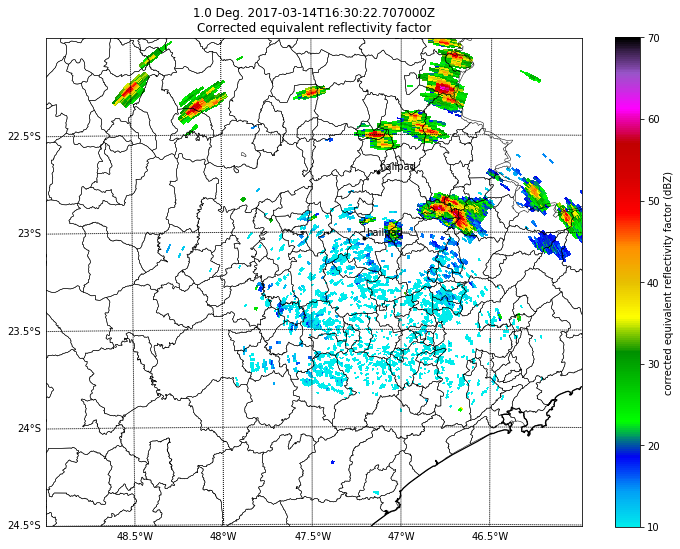 1.0 Deg. 2017-03-14T16:30:22.707000Z
Corrected equivalent reflectivity factor
70
60
50
40
30
20
10
corrected equivalent reflectivity factor (dBZ)
22.5°S
23°S
23.5°S
24°S
24.5°S
48.5°W
48°W
47.5°W
47°W
46.5°W